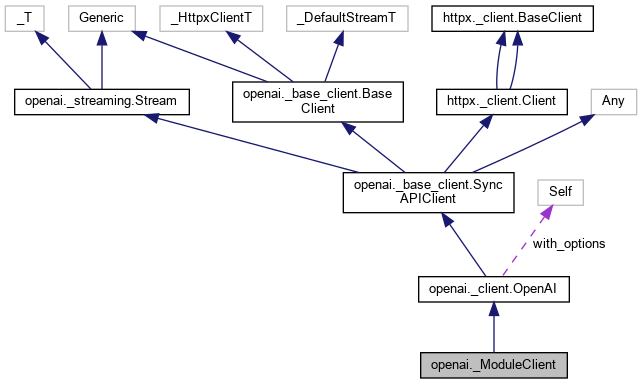 _T
Generic
_HttpxClientT
_DefaultStreamT
httpx._client.BaseClient
openai._streaming.Stream
openai._base_client.Base
Client
httpx._client.Client
Any
openai._base_client.Sync
APIClient
Self
with_options
openai._client.OpenAI
openai._ModuleClient